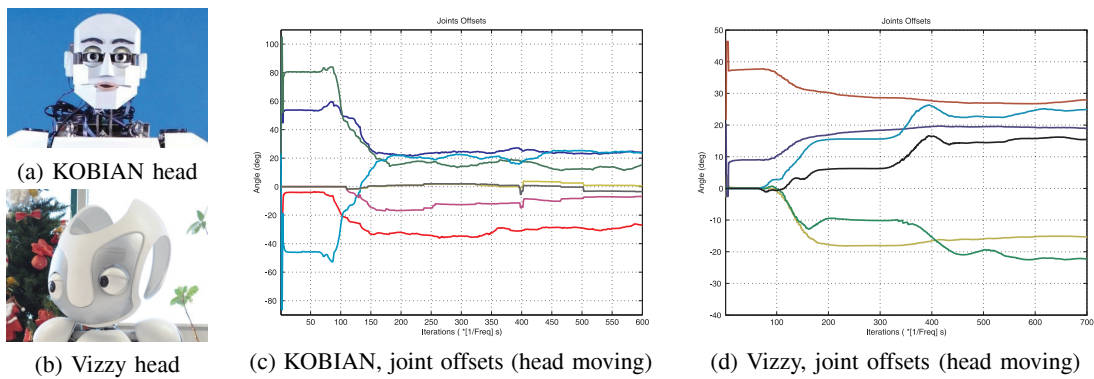 (a) KOBIAN head
(b) Vizzy head
Joints Offsets
Angle (deg)
100
80
60
40
20
0
-20
-40
-60
-80
50 100 150 200 250 300 350 400 450 500 550 600
Iterations ( *[1/Freq] s)
(c) KOBIAN, joint offsets (head moving)
Joints Offsets
Angle (deg)
50
40
30
20
10
0
-10
-20
-30
-40
100 200 300 400 500 600 700
Iterations ( *[1/Freq] s)
(d) Vizzy, joint offsets (head moving)